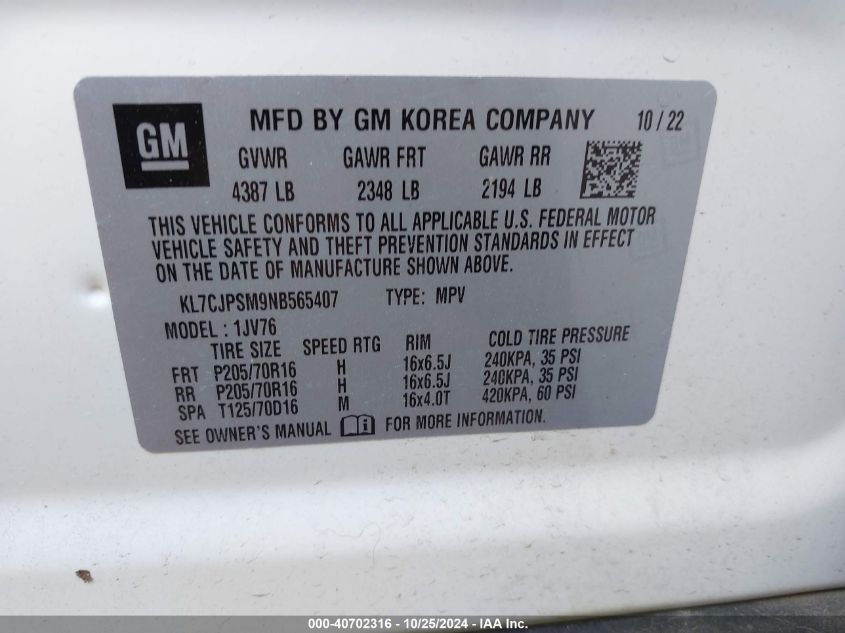 GM
MFD BY GM KOREA COMPANY 10 / 22
GVWR GAWR FRT GAWR RR
4387 LB 2348 LB 2194 LB
THIS VEHICLE CONFORMS TO ALL APPLICABLE U.S. FEDERAL MOTOR
VEHICLE SAFETY AND THEFT PREVENTION STANDARDS IN EFFECT
ON THE DATE OF MANUFACTURE SHOWN ABOVE.
KL7CJPSM9NB565407 TYPE: MPV
MODEL : 1JV76
TIRE SIZE SPEED RTG RIM COLD TIRE PRESSURE
FRT P205/70R16 H 16x6.5J 240KPA, 35 PSI
RR P205/70R16 H 16x6.5J 240KPA, 35 PSI
SPA T125/70D16 M 16x4.0T 420KPA, 60 PSI
SEE OWNER'S MANUAL FOR MORE INFORMATION.
000-40702316 - 10/25/2024 - IAA Inc.